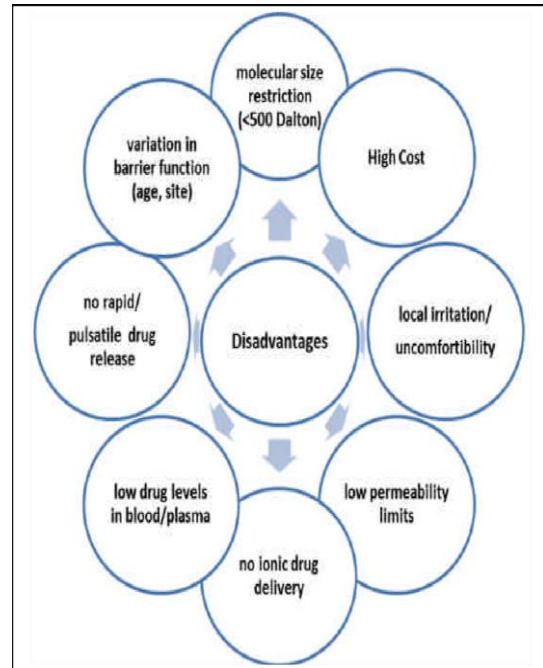 molecular size
restriction
(<500 Dalton)
High Cost
local irritation/
uncomfortibility
low permeability
limits
no ionic drug
delivery
low drug levels
in blood/plasma
no rapid/
pulsatile drug
release
variation in
barrier function
(age, site)
Disadvantages